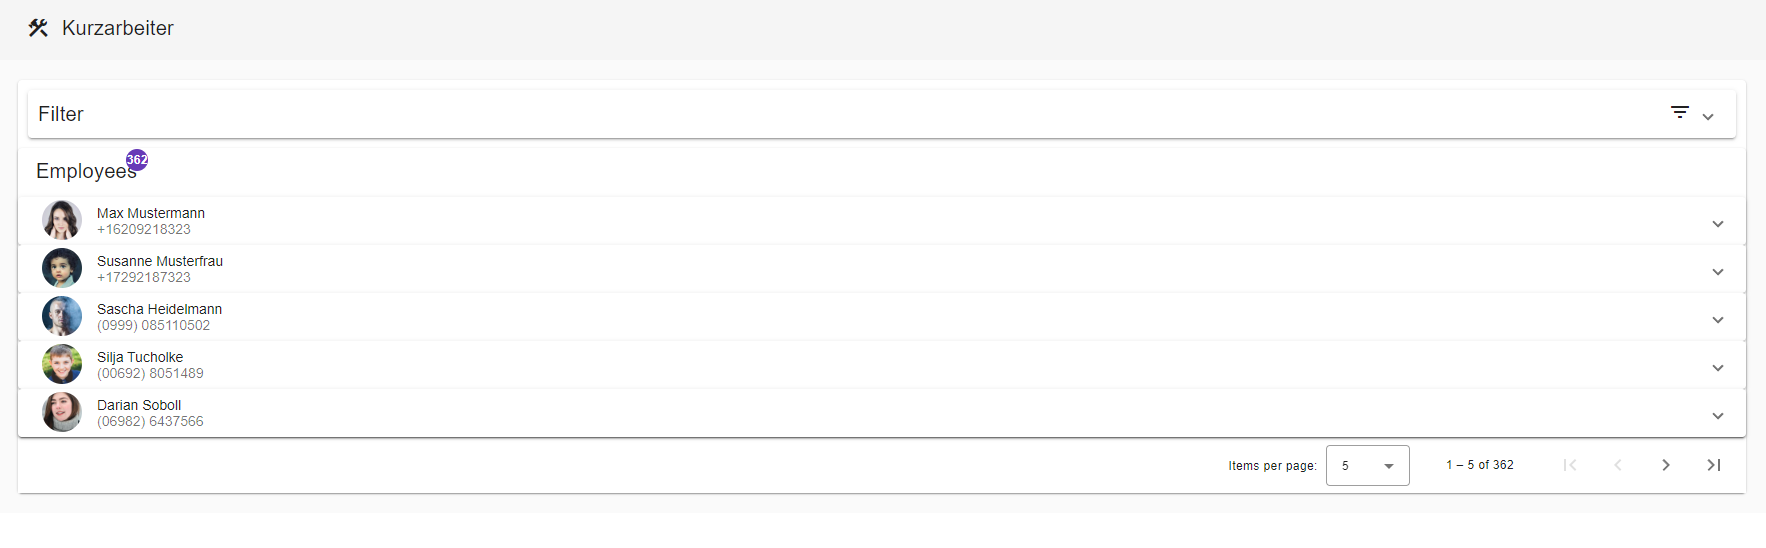 Kurzarbeiter
Filter
Employees 362
Max Mustermann
+16209218323
Susanne Musterfrau
+17292187323
Sascha Heidelmann
(0999) 085110502
Silja Tucholke
(00692) 8051489
Darian Soboll
(06982) 6437566
Items per page: 5 1 – 5 of 362